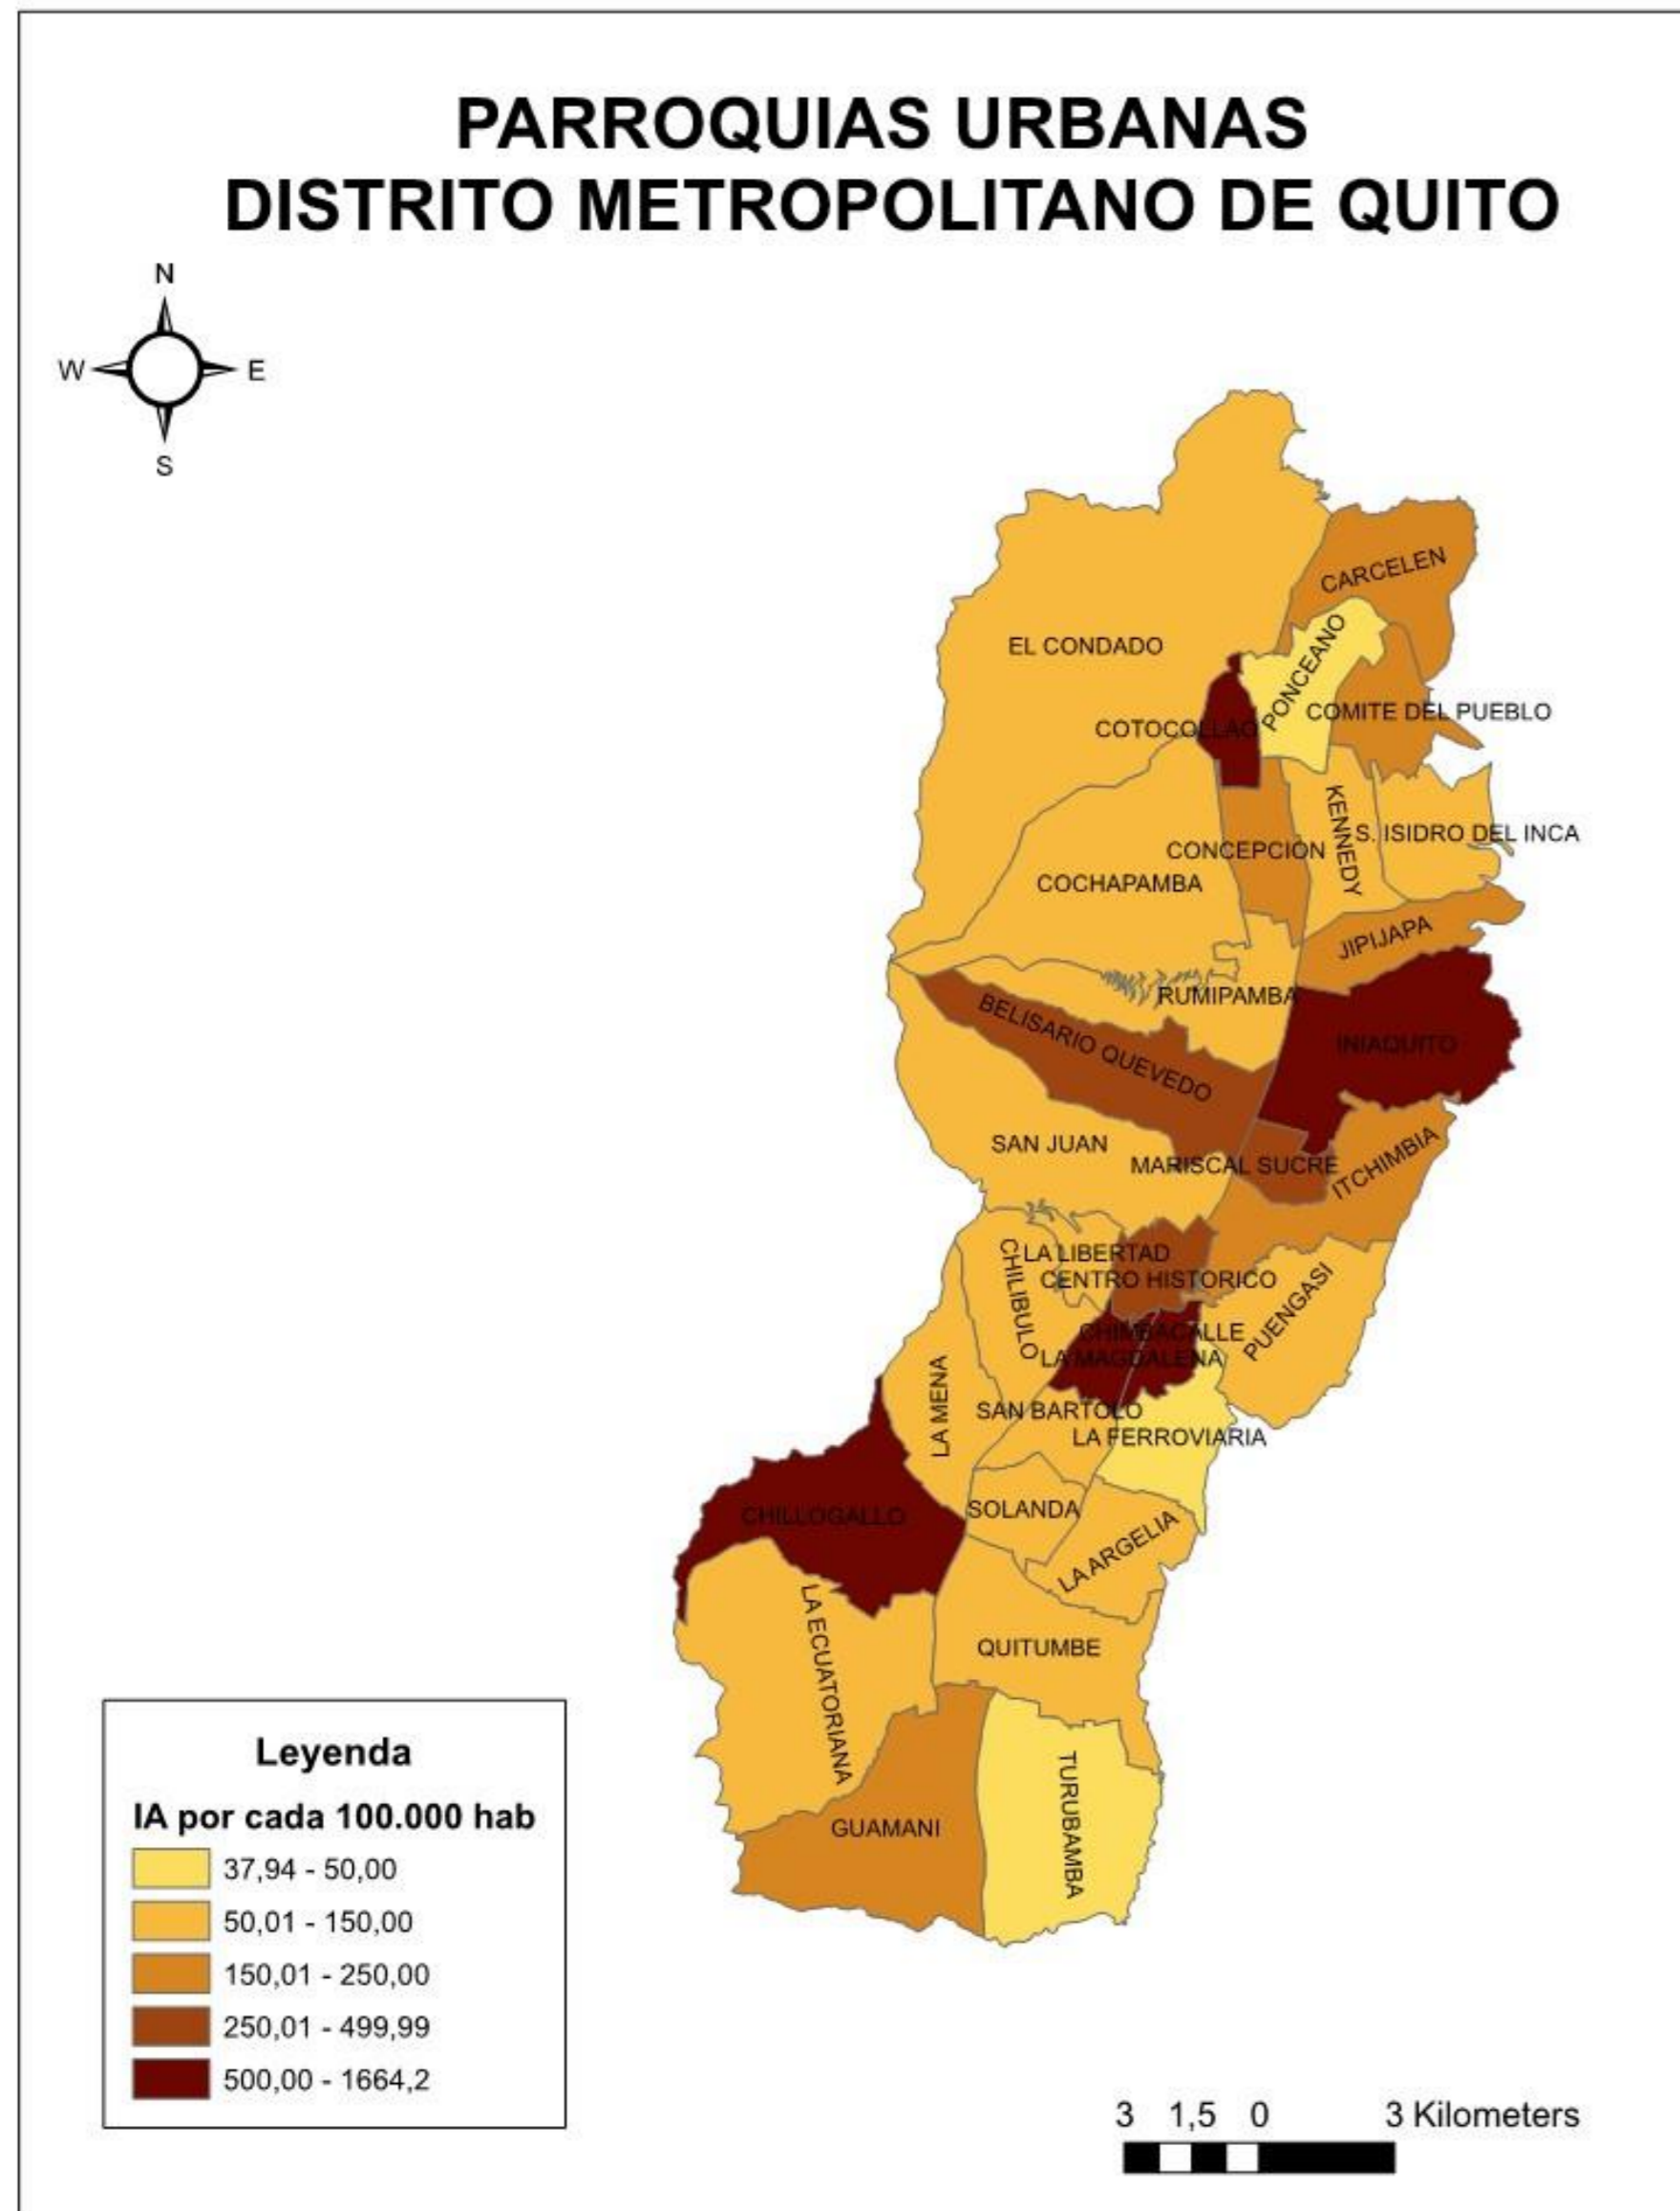 PARROQUIAS URBANAS
DISTRITO METROPOLITANO DE QUITO
N
W E
S
CARCELEN
EL CONDADO
PONCEANO
COMITE DEL PUEBLO
COTOCOLLAO
KENNEDY
S. ISIDRO DEL INCA
CONCEPCION
COCHAPAMBA
JIPIJAPA
RUMIPAMBA
BELISARIO QUEVEDO
INIAQUITO
SAN JUAN
MARISCAL SUCRE
ITCHIMBIA
LA LIBERTAD
CHILIBULO
CENTRO HISTORICO
PUENGASI
CHIMBACALLE
LA MAGDALENA
LA MENA
SAN BARTOLO
LA FERROVIARIA
CHILLOGALLO
SOLANDA
LA ARGELIA
LA ECUATORIANA
QUITUMBE
TURUBAMBA
GUAMANI
Leyenda
IA por cada 100.000 hab
37,94 - 50,00
50,01 - 150,00
150,01 - 250,00
250,01 - 499,99
500,00 - 1664,2
3 1,5 0 3 Kilometers